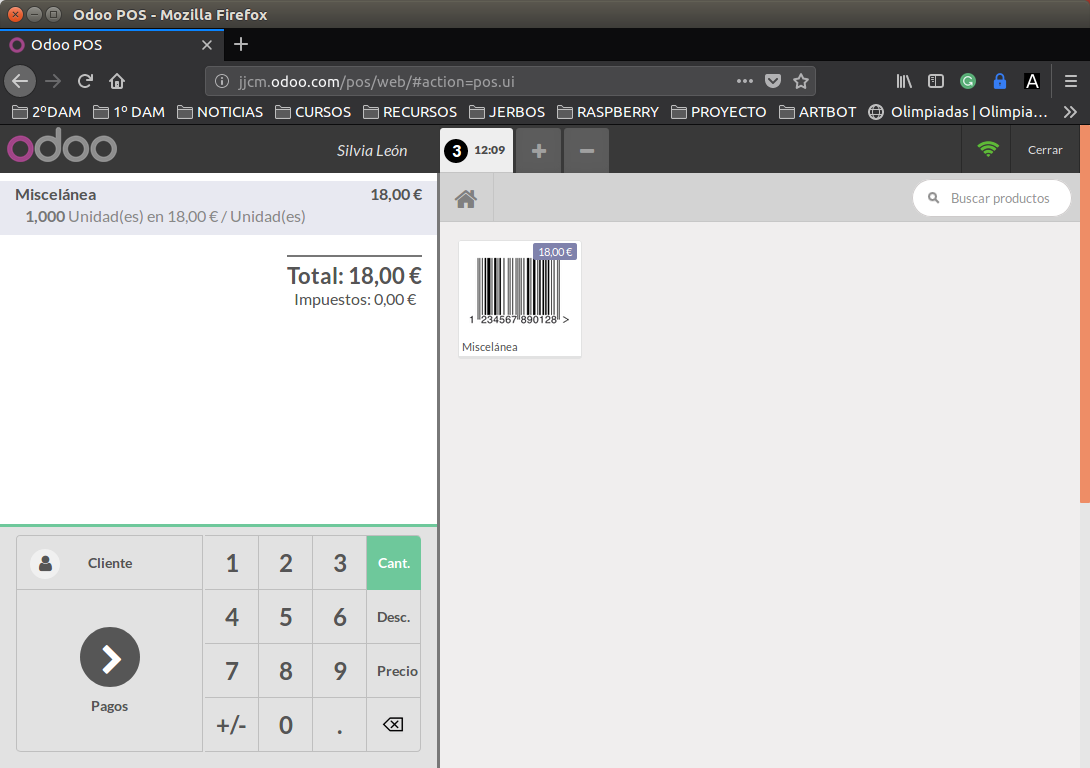 Odoo POS - Mozilla Firefox
Odoo POS
jjcm.odoo.com/pos/web/#action=pos.ui
2ºDAM 1º DAM NOTICIAS CURSOS RECURSOS JERBOS RASPBERRY PROYECTO ARTBOT Olimpiadas | Olimpia…
odoo Silvia León 3 12:09 + − Cerrar
Buscar productos
Miscelánea 18,00 €
1,000 Unidad(es) en 18,00 € / Unidad(es)
Total: 18,00 €
Impuestos: 0,00 €
18,00 €
1 234567 890128 >
Miscelánea
Cliente 1 2 3 Cant.
4 5 6 Desc.
7 8 9 Precio
Pagos
+/- 0 .